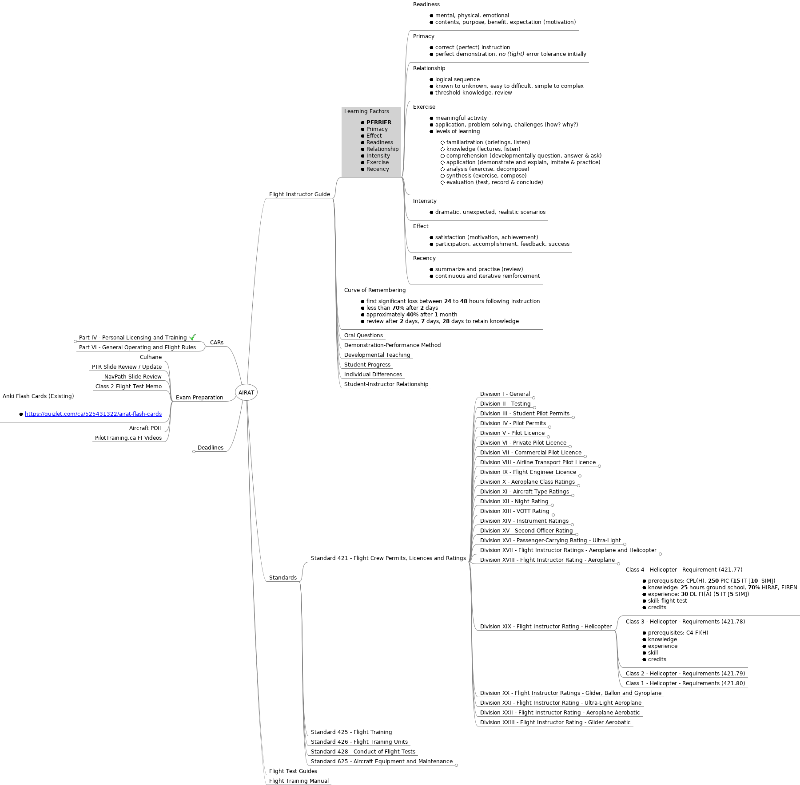 Readiness
mental, physical, emotional
contents, purpose, benefit, expectation (motivation)
Primacy
correct (perfect) instruction
perfect demonstration, no (light) error tolerance initially
Relationship
logical sequence
known to unknown, easy to difficult, simple to complex
threshold knowledge, review
Learning Factors
PERRIER
Primacy
Effect
Readiness
Relationship
Intensity
Exercise
Recency
Exercise
meaningful activity
application, problem solving, challenges (how? why?)
levels of learning
familiarization (briefings, listen)
knowledge (lectures, listen)
comprehension (developmentally question, answer & ask)
application (demonstrate and explain, imitate & practice)
analysis (exercise, decompose)
synthesis (exercise, compose)
evaluation (test, record & conclude)
Intensity
dramatic, unexpected, realistic scenarios
Effect
satisfaction (motivation, achievement)
participation, accomplishment, feedback, success
Recency
summarize and practise (review)
continuous and iterative reinforcement
Flight Instructor Guide
Curve of Remembering
first significant loss between 24 to 48 hours following instruction
less than 70% after 2 days
approximately 40% after 1 month
review after 2 days, 7 days, 28 days to retain knowledge
Oral Questions
Demonstration-Performance Method
Developmental Teaching
Student Progress
Individual Differences
Student-Instructor Relationship
Part IV - Personal Licensing and Training
Part VI - General Operating and Flight Rules
CARs
Culhane
PTR Slide Review / Update
NavPath Slide Review
Class 2 Flight Test Memo
Exam Preparation
Anki Flash Cards (Existing)
https://quizlet.com/ca/525431322/airat-flash-cards
Aircraft POH
PilotTraining.ca FI Videos
Deadlines
AIRAT
Standards
Standard 421 - Flight Crew Permits, Licences and Ratings
Division I - General
Division II - Testing
Division III - Student Pilot Permits
Division IV - Pilot Permits
Division V - Pilot Licence
Division VI - Private Pilot Licence
Division VII - Commercial Pilot Licence
Division VIII - Airline Transport Pilot Licence
Division IX - Flight Engineer Licence
Division X - Aeroplane Class Ratings
Division XI - Aircraft Type Ratings
Division XII - Night Rating
Division XIII - VOTT Rating
Division XIV - Instrument Ratings
Division XV - Second Officer Rating
Division XVI - Passenger-Carrying Rating - Ultra-Light
Division XVII - Flight Instructor Ratings - Aeroplane and Helicopter
Division XVIII - Flight Instructor Rating - Aeroplane
Division XIX - Flight Instructor Rating - Helicopter
Class 4 - Helicopter - Requirement (421.77)
prerequisites: CPL(H), 250 PIC (15 IT [10 SIM])
knowledge: 25 hours ground school, 70% HIRAF, FIREN
experience: 30 DL FI(A) (5 IT [5 SIM])
skill: flight test
credits
Class 3 - Helicopter - Requirements (421.78)
prerequisites: C4 FI(H)
knowledge
experience
skill
credits
Class 2 - Helicopter - Requirements (421.79)
Class 1 - Helicopter - Requirements (421.80)
Division XX - Flight Instructor Ratings - Glider, Ballon and Gyroplane
Division XXI - Flight Instructor Rating - Ultra-Light Aeroplane
Division XXII - Flight Instructor Rating - Aeroplane Aerobatic
Division XXIII - Flight Instructor Rating - Glider Aerobatic
Standard 425 - Flight Training
Standard 426 - Flight Training Units
Standard 428 - Conduct of Flight Tests
Standard 625 - Aircraft Equipment and Maintenance
Flight Test Guides
Flight Training Manual